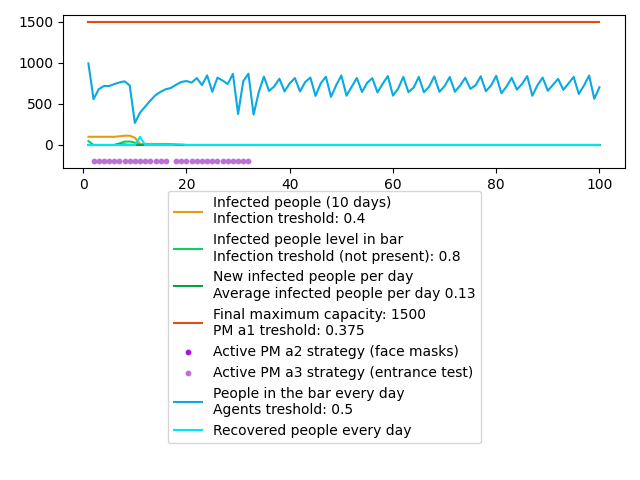 1500
1000
500
0
0 20 40 60 80 100
Infected people (10 days)
Infection treshold: 0.4
Infected people level in bar
Infection treshold (not present): 0.8
New infected people per day
Average infected people per day 0.13
Final maximum capacity: 1500
PM a1 treshold: 0.375
Active PM a2 strategy (face masks)
Active PM a3 strategy (entrance test)
People in the bar every day
Agents treshold: 0.5
Recovered people every day